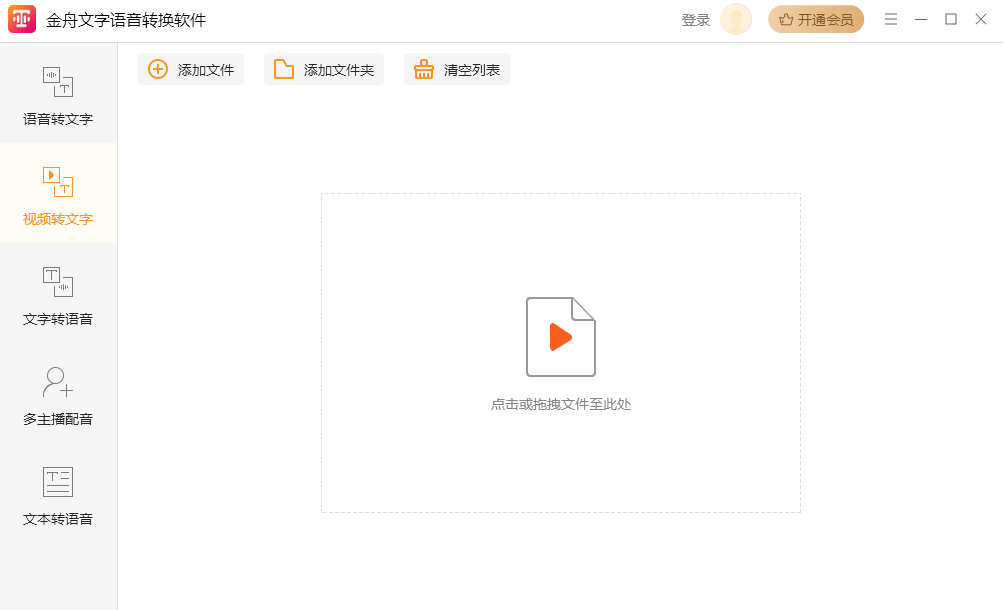 金舟文字语音转换软件
登录
开通会员
添加文件
添加文件夹
清空列表
语音转文字
视频转文字
文字转语音
多主播配音
文本转语音
点击或拖拽文件至此处